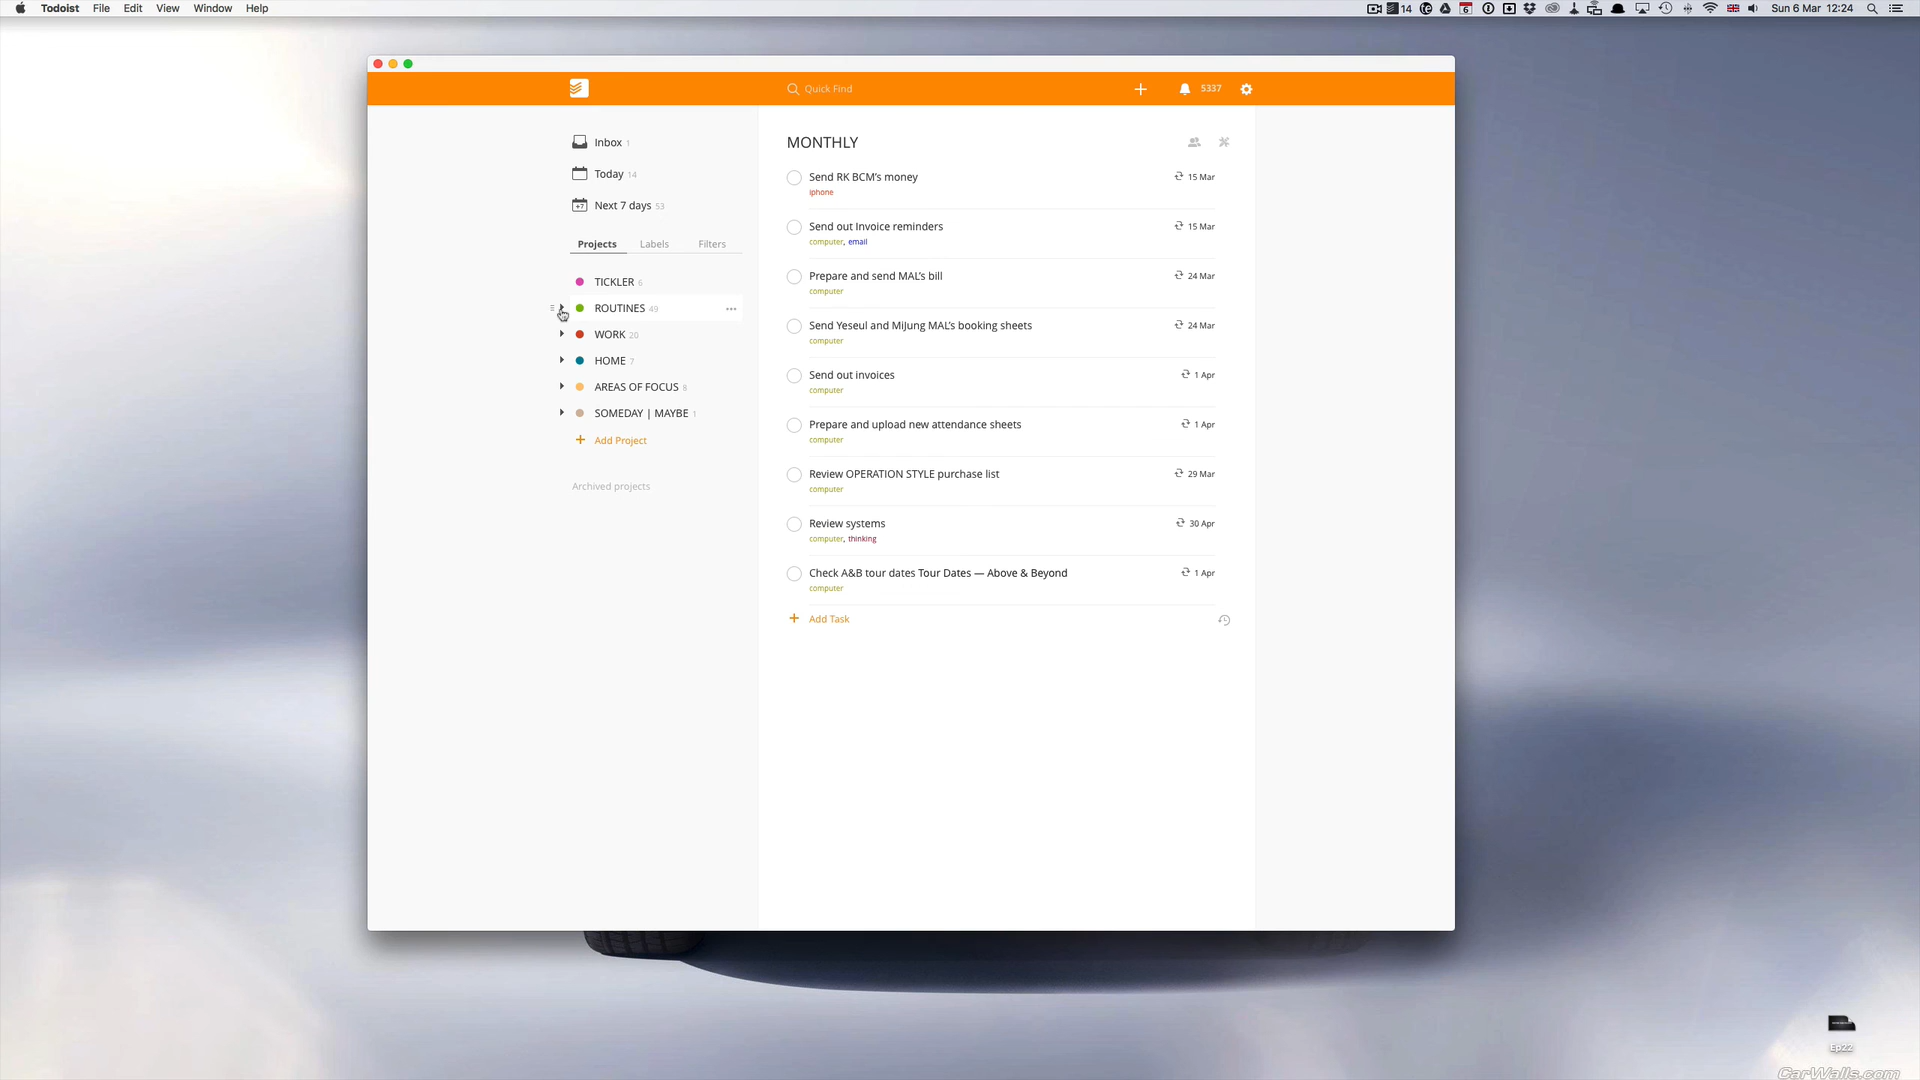 Todoist File Edit View Window Help
14 6 Sun 6 Mar 12:24
Quick Find 5337
Inbox 1
Today 14
+7 Next 7 days 53
Projects Labels Filters
TICKLER 6
ROUTINES 49
WORK 20
HOME 7
AREAS OF FOCUS 8
SOMEDAY | MAYBE 1
+ Add Project
Archived projects
MONTHLY
Send RK BCM's money 15 Mar
iphone
Send out Invoice reminders 15 Mar
computer, email
Prepare and send MAL's bill 24 Mar
computer
Send Yeseul and MiJung MAL's booking sheets 24 Mar
computer
Send out invoices 1 Apr
computer
Prepare and upload new attendance sheets 1 Apr
computer
Review OPERATION STYLE purchase list 29 Mar
computer
Review systems 30 Apr
computer, thinking
Check A&B tour dates Tour Dates — Above & Beyond 1 Apr
computer
+ Add Task
Ep22
CarWalls.com